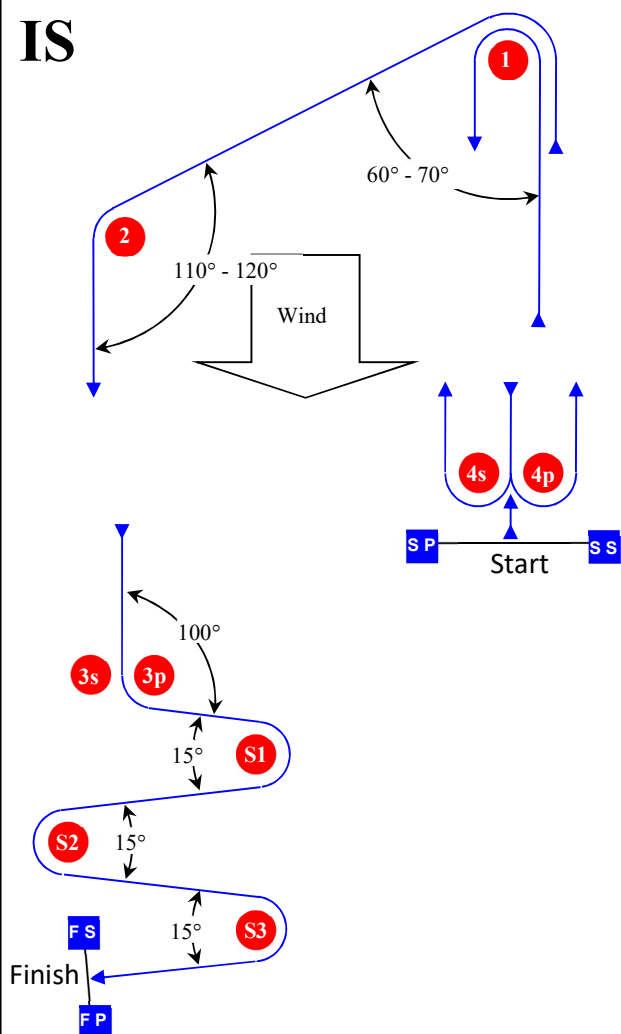 IS
1
60° - 70°
2
110° - 120°
Wind
4s
4p
S P
S S
Start
100°
3s
3p
15°
S1
S2
15°
15°
S3
F S
Finish
F P